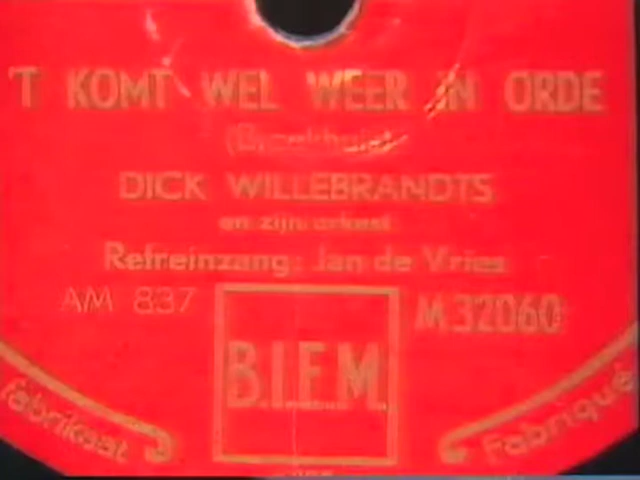 'T KOMT WEL WEER IN ORDE
DICK WILLEBRANDTS
en zijn orkest
Refreinzang: Jan de Vries
AM 837
M.32060
B.I.E.M.
Fabrikaat
Fabriqué